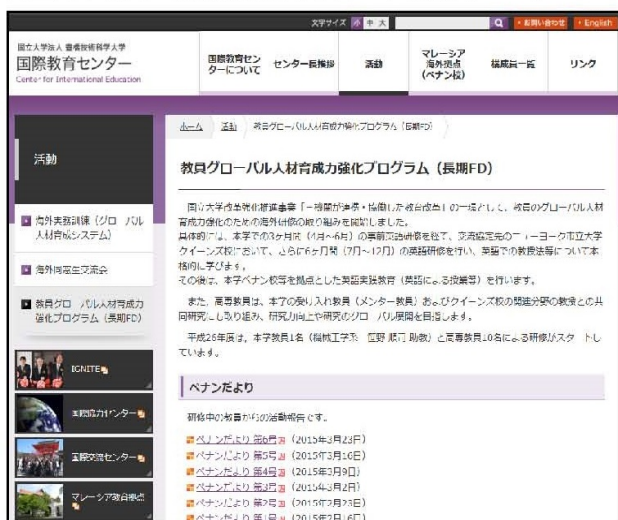 文字サイズ 小 中 大
お問い合わせ
English
国立大学法人 豊橋技術科学大学
国際教育センター
Center for International Education
国際教育センターについて
センター長挨拶
活動
マレーシア海外拠点(ペナン校)
構成員一覧
リンク
ホーム 活動 教員グローバル人材育成力強化プログラム(長期FD)
活動
海外実務訓練(グローバル
人材育成システム)
海外同窓生交流会
教員グローバル人材育成力
強化プログラム(長期FD)
IGNITE
国際協力センター
国際交流センター
マレーシア教育拠点
教員グローバル人材育成力強化プログラム(長期FD)
国立大学改革強化推進事業「三機関が連携・協働した教育改革」の一環として、教員のグローバル人材
育成力強化のための海外研修の取り組みを開始しました。
具体的には、本学での3ヶ月間(4月~6月)の事前英語研修を経て、交流協定先のニューヨーク市立大学
クイーンズ校において、さらに6ヶ月間(7月~12月)の英語研修を行い、英語での教授法等について本
格的に学びます。
その後は、本学ペナン校等を拠点とした英語実践教育(英語による授業等)を行います。
また、高専教員は、本学の受け入れ教員(メンター教員)およびクイーンズ校の関連分野の教授との共
同研究にも取り組み、研究力向上や研究のグローバル展開を目指します。
平成26年度は、本学教員1名(機械工学系 助教)と高専教員10名による研修がスタートし
ています。
ペナンだより
研修中の教員からの活動報告です。
ペナンだより 第6号(2015年3月23日)
ペナンだより 第5号(2015年3月16日)
ペナンだより 第4号(2015年3月9日)
ペナンだより 第3号(2015年3月2日)
ペナンだより 第2号(2015年2月23日)
ペナンだより 第1号(2015年2月16日)